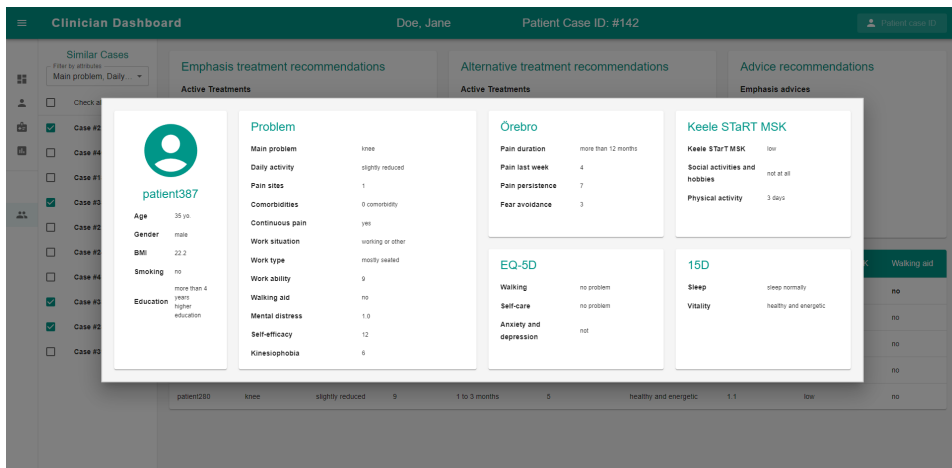 Clinician Dashboard
Doe, Jane
Patient Case ID: #142
Patient case ID
Similar Cases
Filter by attributes
Main problem, Daily...
Emphasis treatment recommendations
Active Treatments
Alternative treatment recommendations
Active Treatments
Advice recommendations
Emphasis advices
Check al
Case #2
Case #4
Case #1
Case #3
Case #2
Case #2
Case #4
Case #3
Case #2
Case #3
patient387
Age 35 yo.
Gender male
BMI 22.2
Smoking no
Education more than 4 years higher education
Problem
Main problem knee
Daily activity slightly reduced
Pain sites 1
Comorbidities 0 comorbidity
Continuous pain yes
Work situation working or other
Work type mostly seated
Work ability 9
Walking aid no
Mental distress 1.0
Self-efficacy 12
Kinesiophobia 6
Örebro
Pain duration more than 12 months
Pain last week 4
Pain persistence 7
Fear avoidance 3
Keele STaRT MSK
Keele STarT MSK low
Social activities and hobbies not at all
Physical activity 3 days
EQ-5D
Walking no problem
Self-care no problem
Anxiety and depression not
15D
Sleep sleep normally
Vitality healthy and energetic
K Walking aid
no
no
no
no
patient280 knee slightly reduced 9 1 to 3 months 5 healthy and energetic 1.1 low no